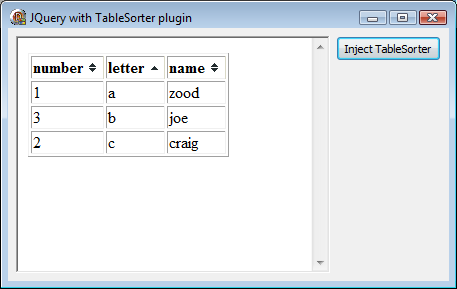 JQuery with TableSorter plugin
Inject TableSorter
number letter name
1 a zood
3 b joe
2 c craig